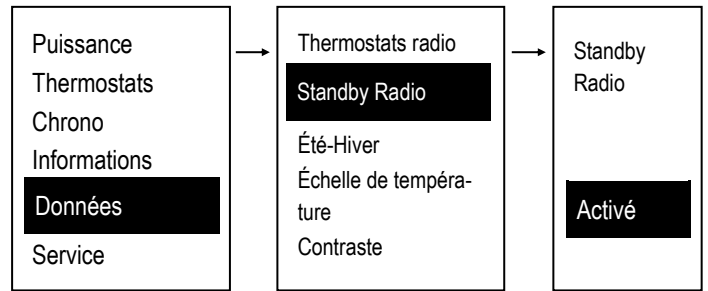 Puissance
Thermostats
Chrono
Informations
Données
Service
Thermostats radio
Standby Radio
Été-Hiver
Échelle de tempéra-
ture
Contraste
Standby
Radio
Activé